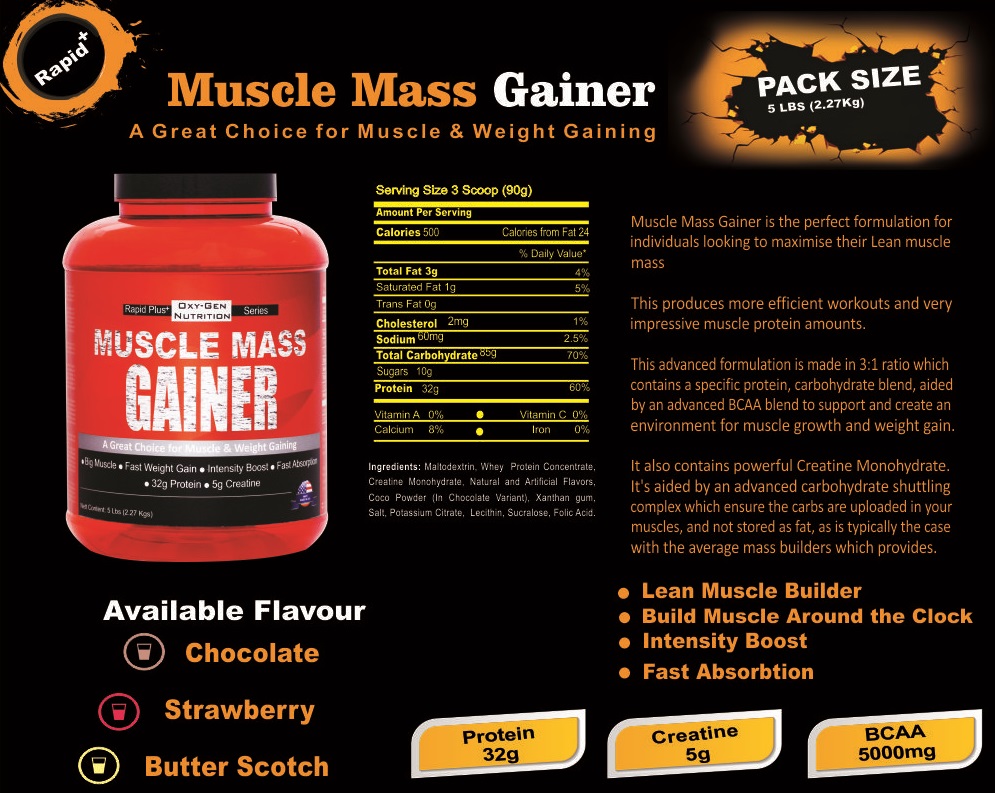 Rapid+
Muscle Mass Gainer
A Great Choice for Muscle & Weight Gaining
PACK SIZE
5 LBS (2.27Kg)
Rapid Plus+ OXY-GEN NUTRITION Series
MUSCLE MASS
GAINER
A Great Choice for Muscle & Weight Gaining
•Big Muscle • Fast Weight Gain • Intensity Boost • Fast Absorption
• 32g Protein • 5g Creatine
Net Content: 5 Lbs (2.27 Kgs)
Serving Size 3 Scoop (90g)
Amount Per Serving
Calories 500 Calories from Fat 24
% Daily Value*
Total Fat 3g 4%
Saturated Fat 1g 5%
Trans Fat 0g
Cholesterol 2mg 1%
Sodium 60mg 2.5%
Total Carbohydrate 85g 70%
Sugars 10g
Protein 32g 60%
Vitamin A 0% • Vitamin C 0%
Calcium 8% • Iron 0%
Ingredients: Maltodextrin, Whey Protein Concentrate,
Creatine Monohydrate, Natural and Artificial Flavors,
Coco Powder (In Chocolate Variant), Xanthan gum,
Salt, Potassium Citrate, Lecithin, Sucralose, Folic Acid.
Muscle Mass Gainer is the perfect formulation for
individuals looking to maximise their Lean muscle
mass
This produces more efficient workouts and very
impressive muscle protein amounts.
This advanced formulation is made in 3:1 ratio which
contains a specific protein, carbohydrate blend, aided
by an advanced BCAA blend to support and create an
environment for muscle growth and weight gain.
It also contains powerful Creatine Monohydrate.
It's aided by an advanced carbohydrate shuttling
complex which ensure the carbs are uploaded in your
muscles, and not stored as fat, as is typically the case
with the average mass builders which provides.
• Lean Muscle Builder
• Build Muscle Around the Clock
• Intensity Boost
• Fast Absorbtion
Available Flavour
Chocolate
Strawberry
Butter Scotch
Protein
32g
Creatine
5g
BCAA
5000mg